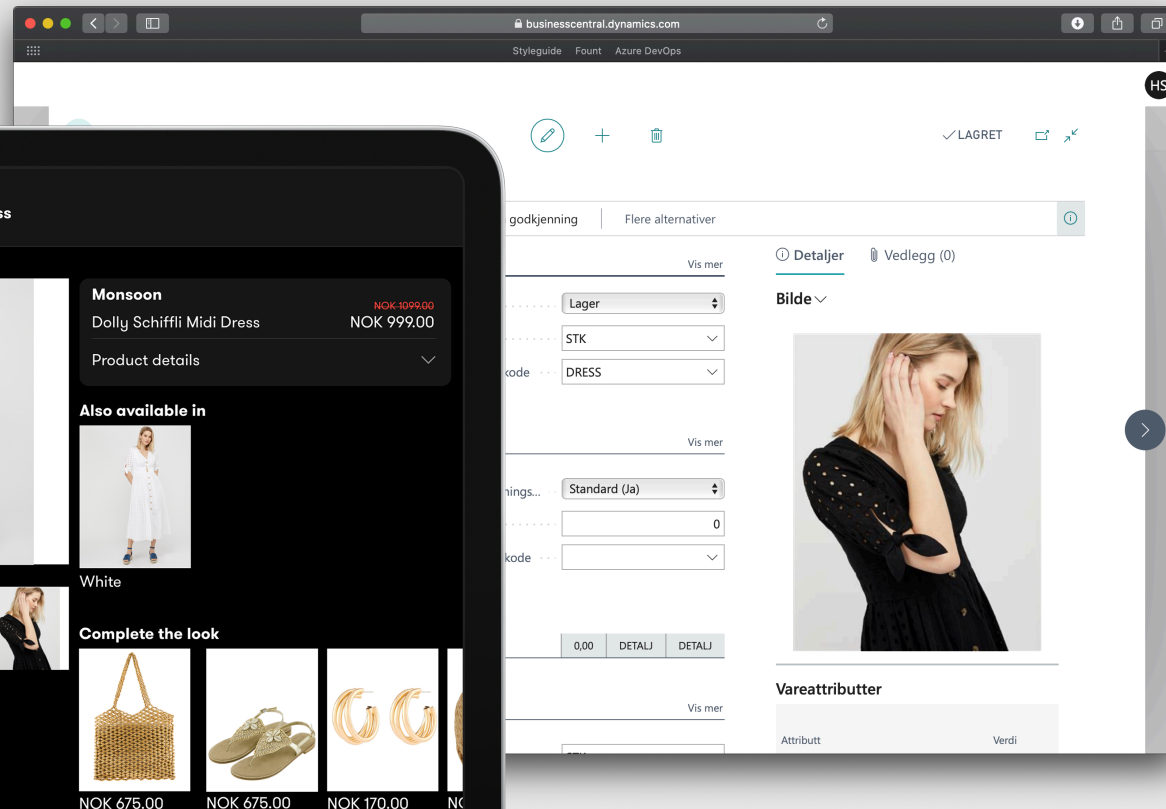 businesscentral.dynamics.com
Styleguide Fount Azure DevOps
HS
LAGRET
godkjenning Flere alternativer
Detaljer Vedlegg (0)
Vis mer
Bilde
Lager
STK
kode DRESS
Vis mer
Standard (Ja)
0
kode
0,00 DETALJ DETALJ
Vareattributter
Vis mer
Attributt Verdi
ss
Monsoon
NOK 1099.00
Dolly Schiffli Midi Dress NOK 999.00
Product details
Also available in
White
Complete the look
NOK 675.00 NOK 675.00 NOK 170.00